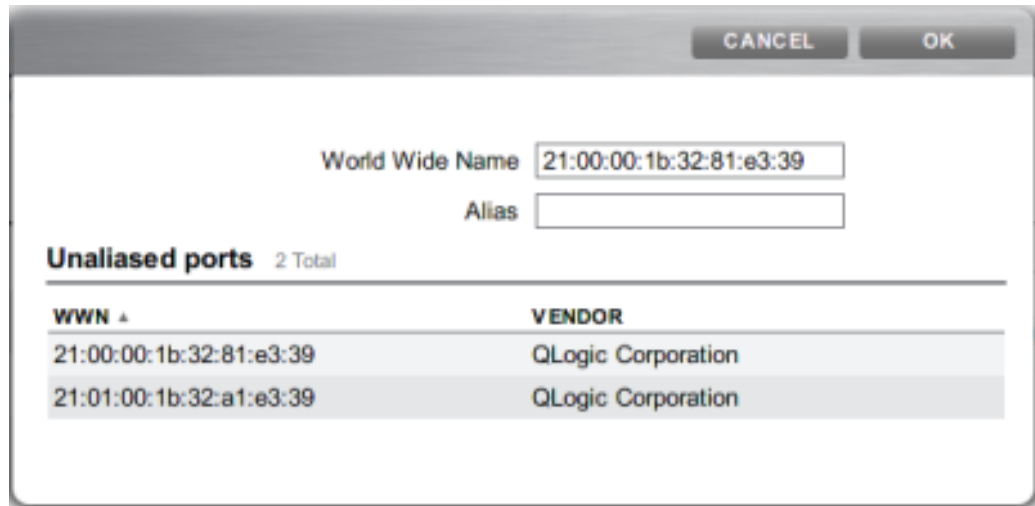 CANCEL OK
World Wide Name 21:00:00:1b:32:81:e3:39
Alias
Unaliased ports 2 Total
WWN ▲ VENDOR
21:00:00:1b:32:81:e3:39 QLogic Corporation
21:01:00:1b:32:a1:e3:39 QLogic Corporation